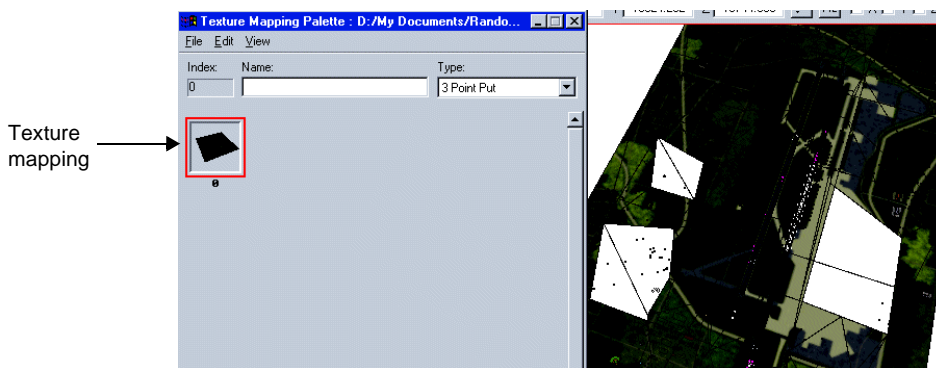 Texture Mapping Palette : D:/My Documents/Rando...
File Edit View
Index: Name: Type:
0 3 Point Put
Texture
mapping
0